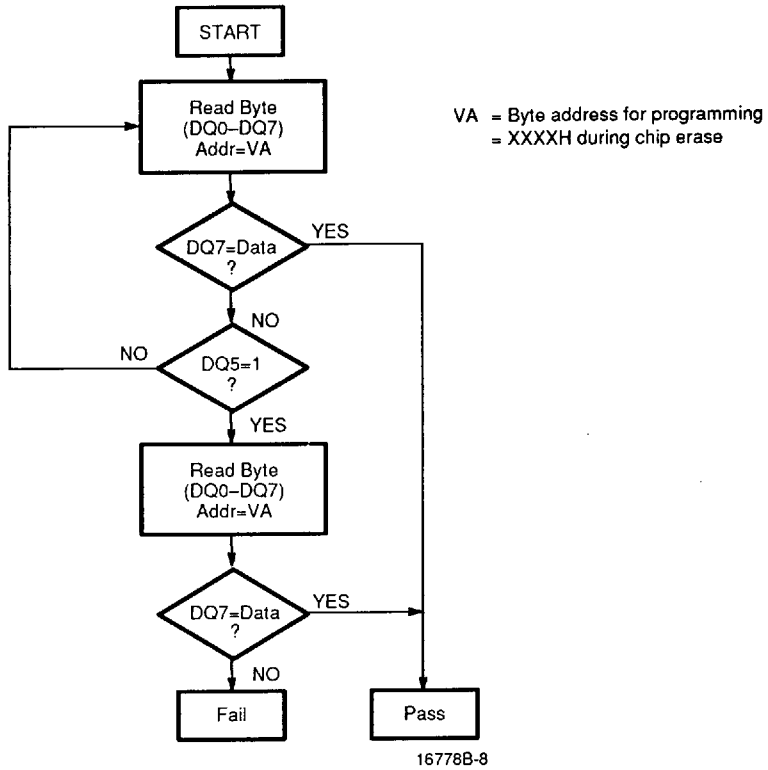 START
Read Byte
(DQ0–DQ7)
Addr=VA
VA = Byte address for programming
= XXXXH during chip erase
DQ7=Data
?
YES
NO
DQ5=1
?
NO
YES
Read Byte
(DQ0–DQ7)
Addr=VA
DQ7=Data
?
YES
NO
Fail
Pass
16778B-8